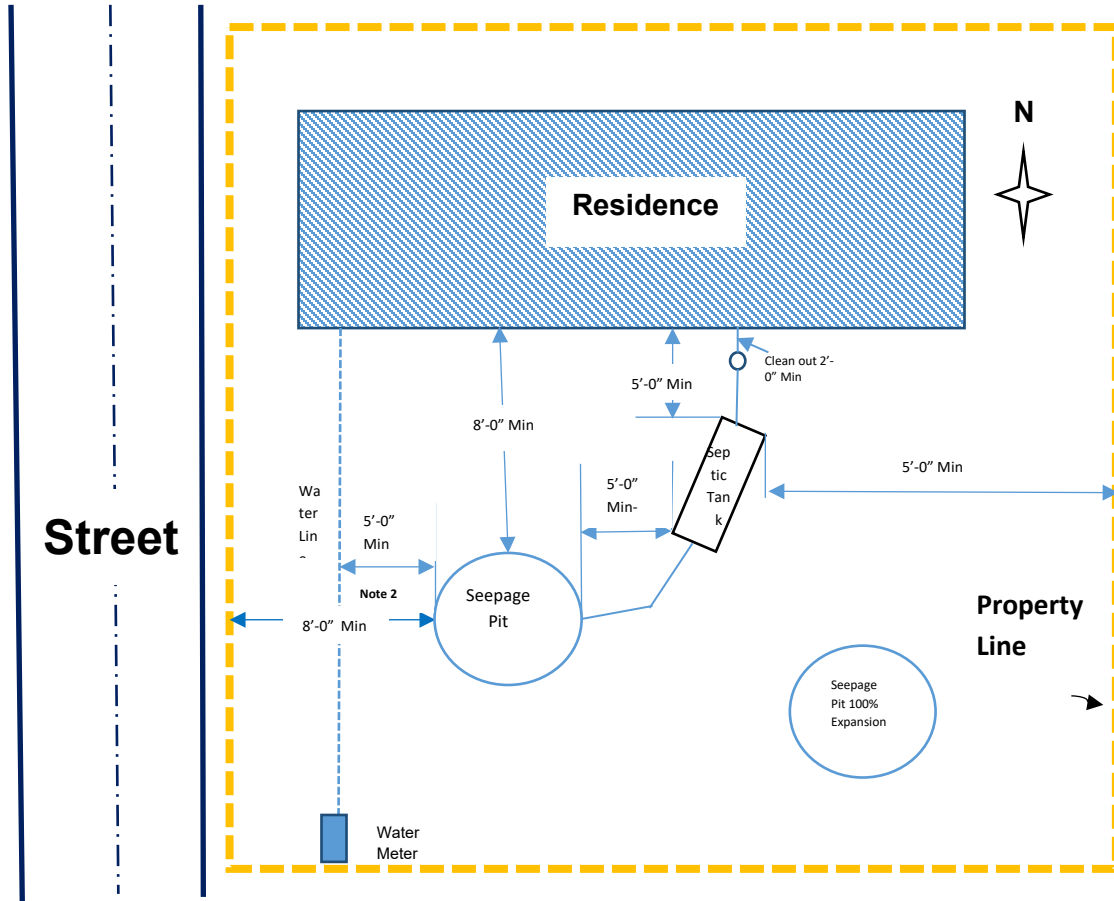 N
Residence
Clean out 2’-
0” Min
5’-0” Min
8’-0” Min
Sep
tic
Tan
k
5’-0” Min
5’-0”
Min-
Wa
ter
Lin
5’-0”
Min
Street
Note 2
Seepage
Pit
8’-0” Min
Property
Line
Seepage
Pit 100%
Expansion
Water
Meter